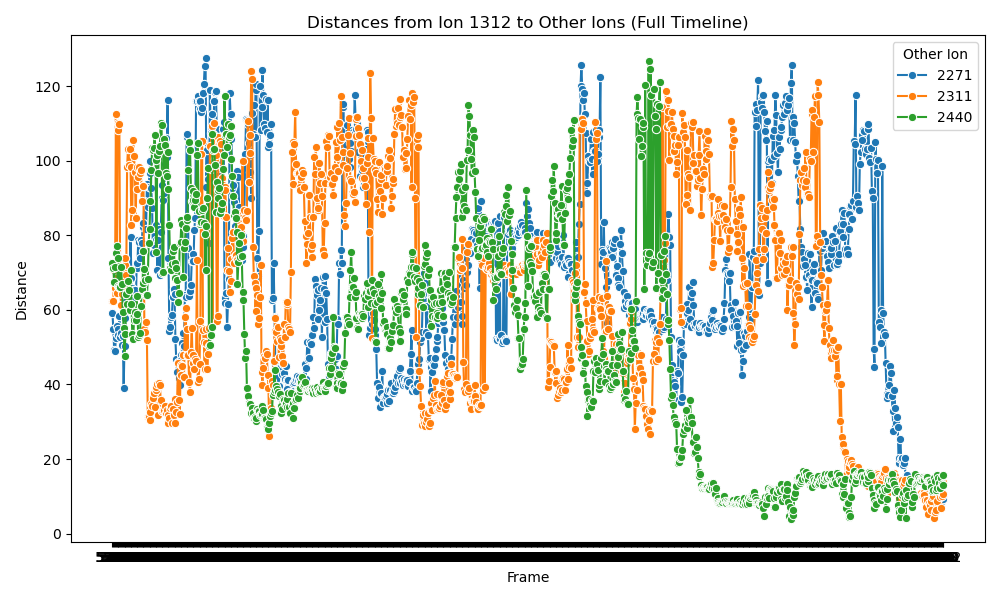 Distances from Ion 1312 to Other Ions (Full Timeline)
Other Ion
2271
2311
2440
120
100
80
60
40
20
0
Distance
Frame